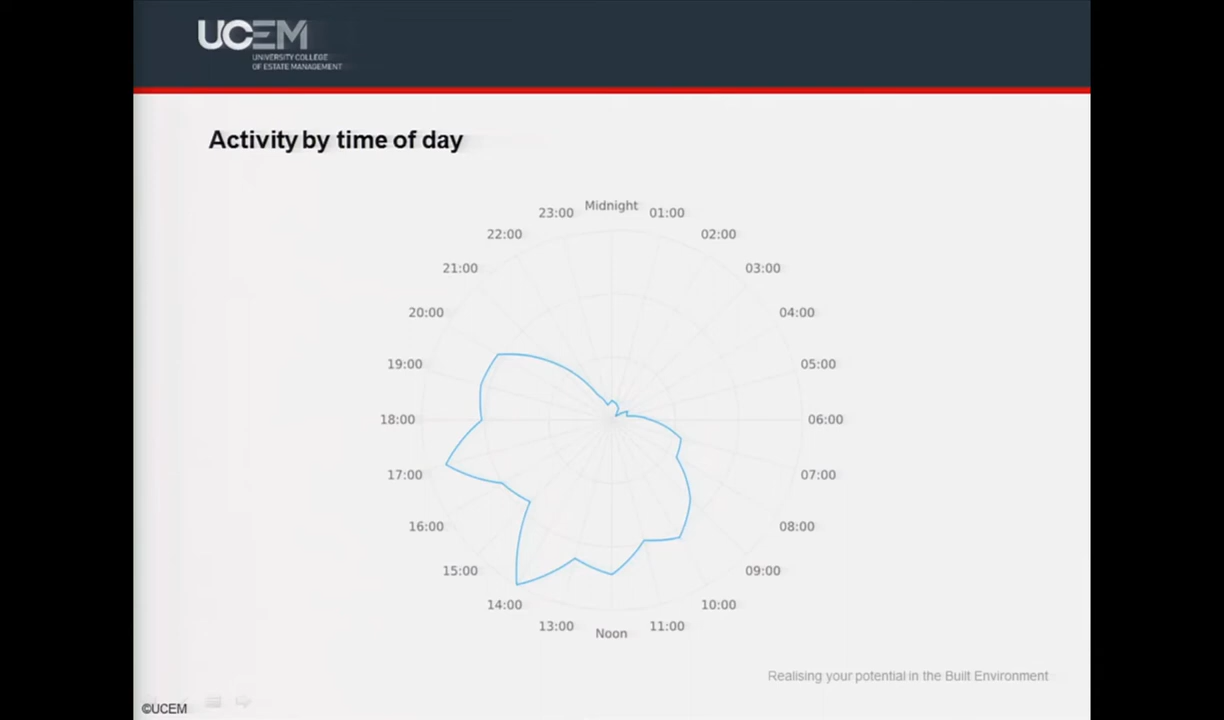 UCEM
UNIVERSITY COLLEGE
OF ESTATE MANAGEMENT
Activity by time of day
Midnight
01:00
02:00
03:00
04:00
05:00
06:00
07:00
08:00
09:00
10:00
11:00
Noon
13:00
14:00
15:00
16:00
17:00
18:00
19:00
20:00
21:00
22:00
23:00
Realising your potential in the Built Environment
©UCEM